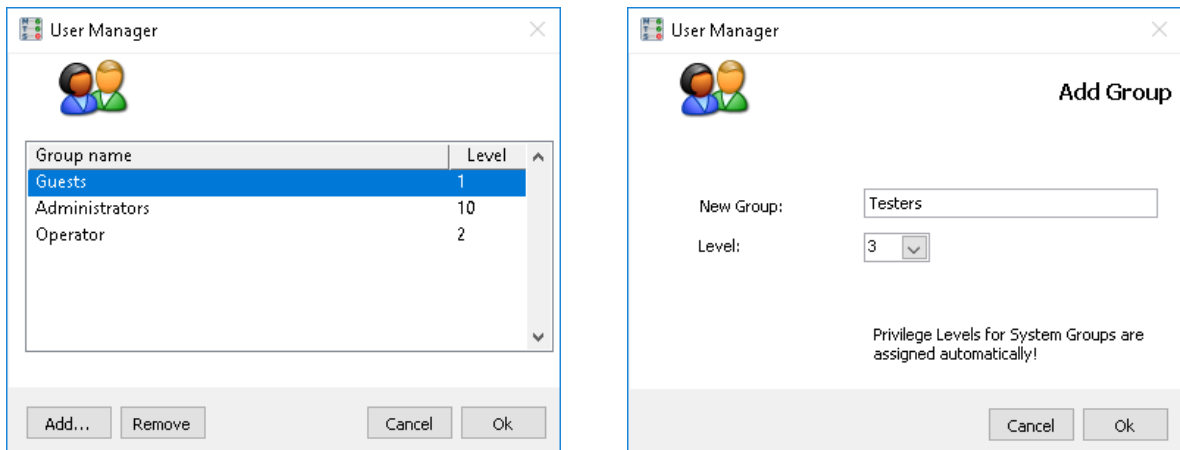 User Manager
Group name Level
Guests 1
Administrators 10
Operator 2
Add... Remove Cancel Ok
User Manager
Add Group
New Group: Testers
Level: 3
Privilege Levels for System Groups are
assigned automatically!
Cancel Ok